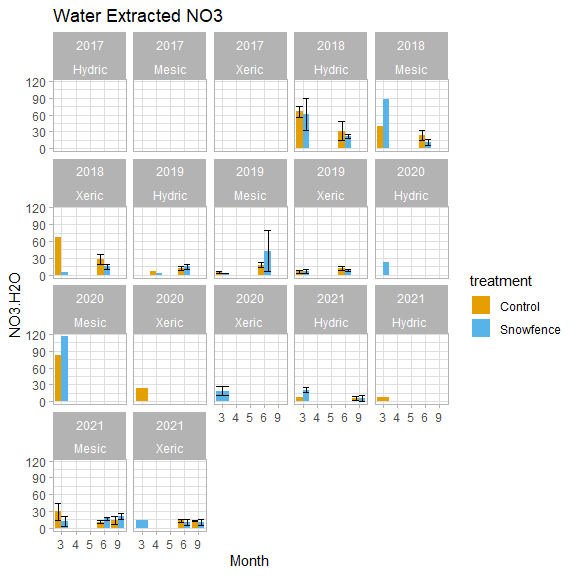 Water Extracted NO3
2017 2017 2017 2018 2018
Hydric Mesic Xeric Hydric Mesic
120
90
60
30
0
2018 2019 2019 2019 2020
Xeric Hydric Mesic Xeric Hydric
120
90
60
30
0
2020 2020 2020 2021 2021
Mesic Xeric Xeric Hydric Hydric
120
90
60
30
0
3 4 5 6 9 3 4 5 6 9 3 4 5 6 9
2021 2021
Mesic Xeric
120
90
60
30
0
3 4 5 6 9 3 4 5 6 9
NO3.H2O
Month
treatment
Control
Snowfence